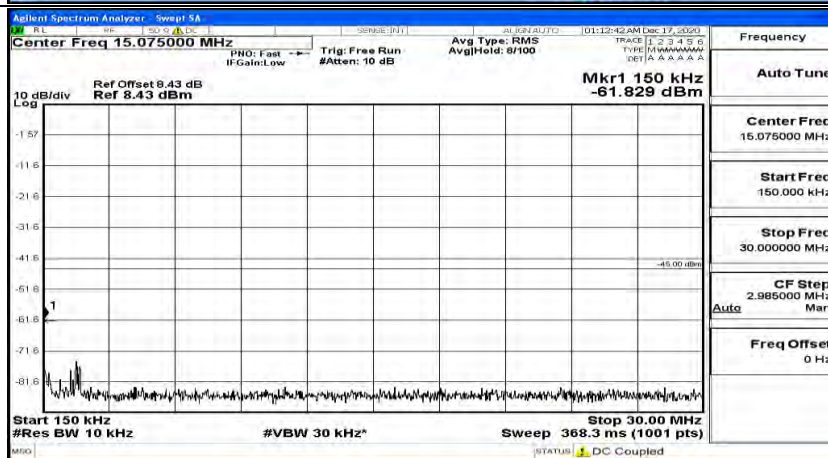 Agilent Spectrum Analyzer - Swept SA
RL RF 50 Ω DC SENSE:INT ALIGN AUTO 01:12:42 AM Dec 17, 2020
Center Freq 15.075000 MHz
PNO: Fast
IFGain:Low
Trig: Free Run
#Atten: 10 dB
Avg Type: RMS
Avg|Hold: 8/100
TRACE 1 2 3 4 5 6
TYPE M
DET A A A A A A
Mkr1 150 kHz
-61.829 dBm
Ref Offset 8.43 dB
Ref 8.43 dBm
10 dB/div
Log
-1.57
-11.6
-21.6
-31.6
-41.6
-51.6
-61.6
-71.6
-81.6
-45.00 dBm
1
Start 150 kHz
Stop 30.00 MHz
#Res BW 10 kHz
#VBW 30 kHz*
Sweep 368.3 ms (1001 pts)
MSG
STATUS
DC Coupled
Frequency
Auto Tune
Center Freq
15.075000 MHz
Start Freq
150.000 kHz
Stop Freq
30.000000 MHz
CF Step
2.985000 MHz
Auto Man
Freq Offset
0 Hz